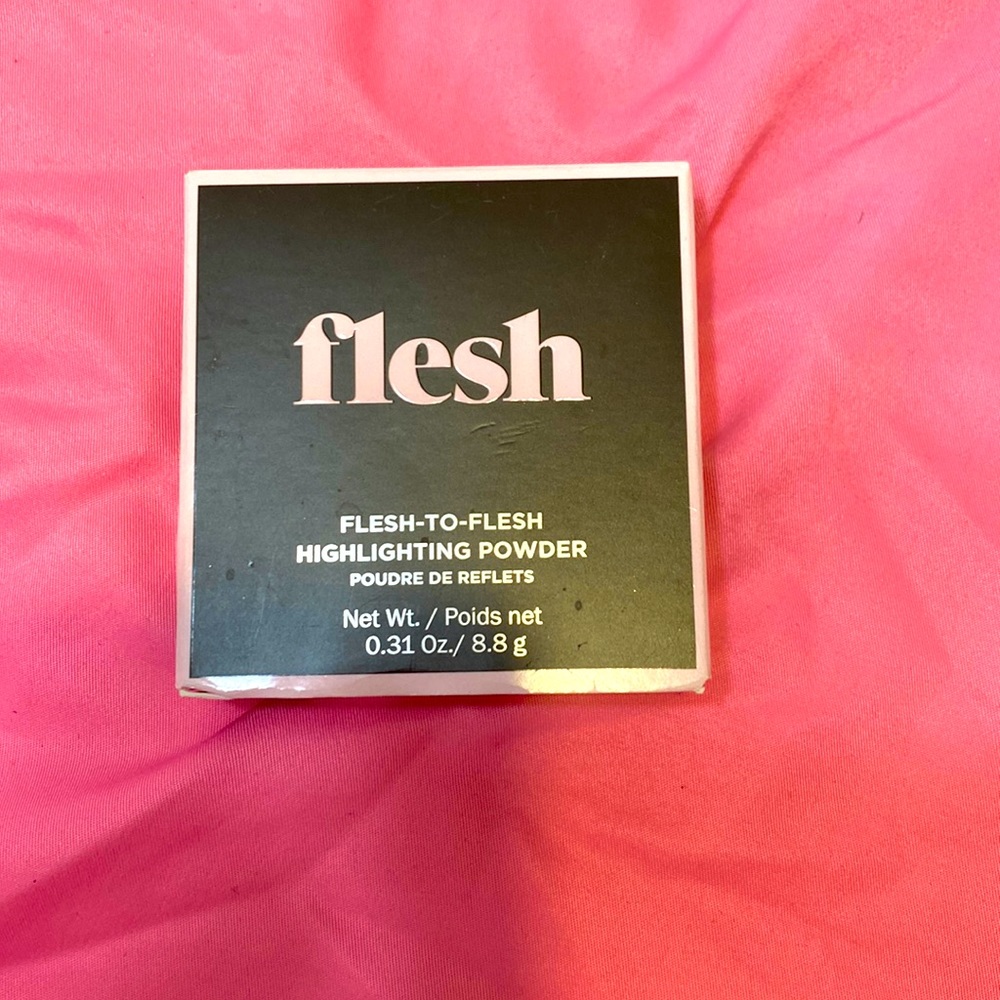 flesh
FLESH-TO-FLESH
HIGHLIGHTING POWDER
POUDRE DE REFLETS
Net Wt. / Poids net
0.31 Oz./ 8.8 g